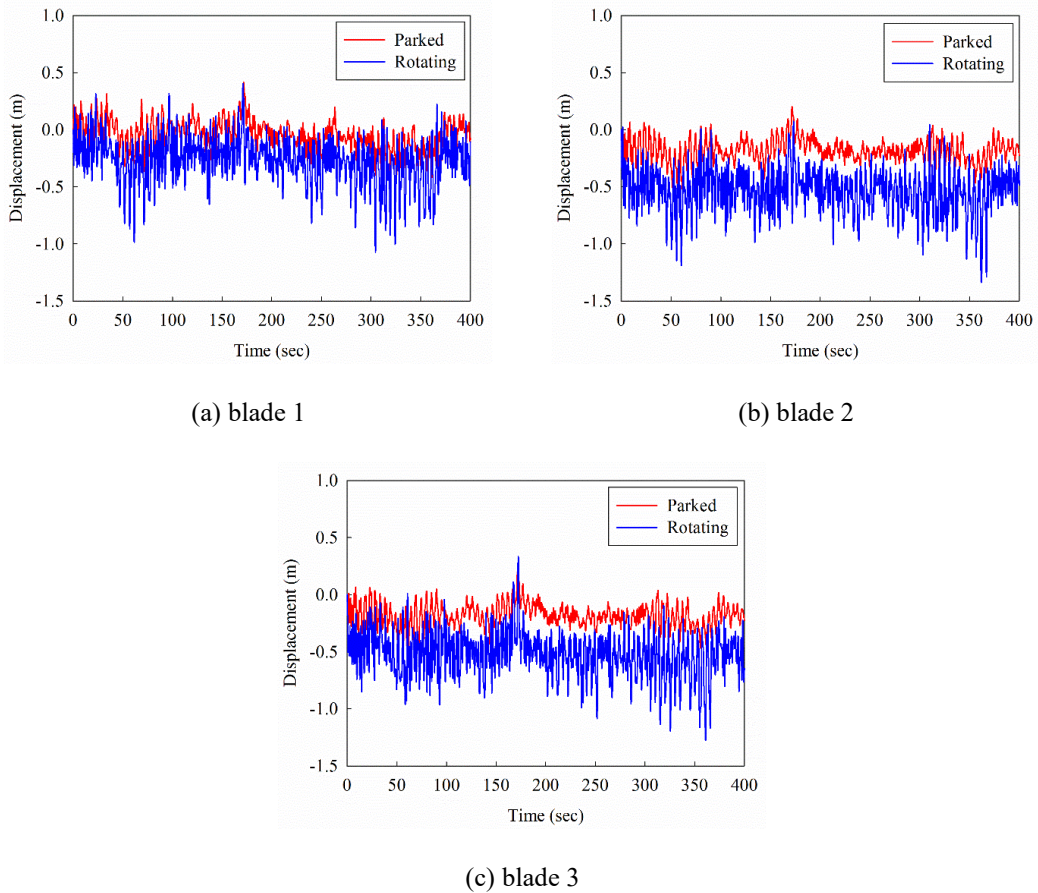 1.0
0.5
0.0
-0.5
-1.0
-1.5
Displacement (m)
Parked
Rotating
0 50 100 150 200 250 300 350 400
Time (sec)
(a) blade 1
1.0
0.5
0.0
-0.5
-1.0
-1.5
Displacement (m)
Parked
Rotating
0 50 100 150 200 250 300 350 400
Time (sec)
(b) blade 2
1.0
0.5
0.0
-0.5
-1.0
-1.5
Displacement (m)
Parked
Rotating
0 50 100 150 200 250 300 350 400
Time (sec)
(c) blade 3